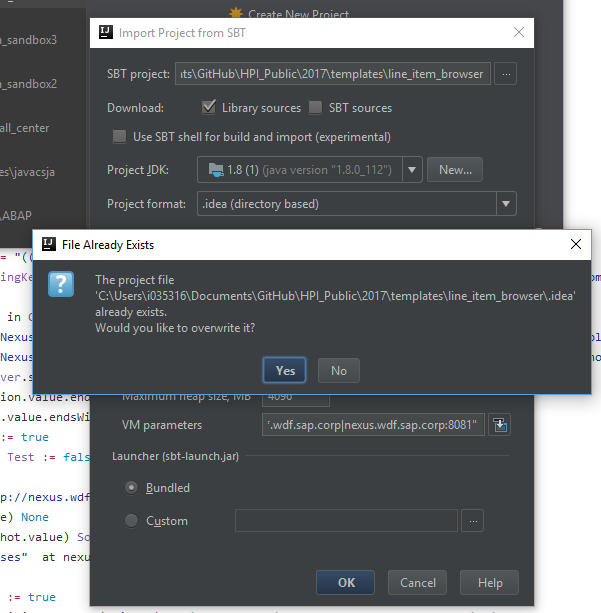 Create New Project
Import Project from SBT
_sandbox3
SBT project: \GitHub\HPI_Public\2017\templates\line_item_browser ...
_sandbox2
Download: Library sources SBT sources
all_center
Use SBT shell for build and import (experimental)
es\javacsja
Project JDK: 1.8 (1) (java version "1.8.0_112") New...
Project format: .idea (directory based)
\ABAP
File Already Exists
= "((
The project file
'C:\Users\i035316\Documents\GitHub\HPI_Public\2017\templates\line_item_browser\.idea'
already exists.
Would you like to overwrite it?
in
Nexus
Nexus
ver.s
Yes No
ion.value.end
Maximum heap size, MB 4096
.value.endsWi
VM parameters .wdf.sap.corp|nexus.wdf.sap.corp:8081"
:= true
Test := fals
Launcher (sbt-launch.jar)
Bundled
p://nexus.wdf
e) None
Custom ...
hot.value) So
ses" at nexu
OK Cancel Help
:= true